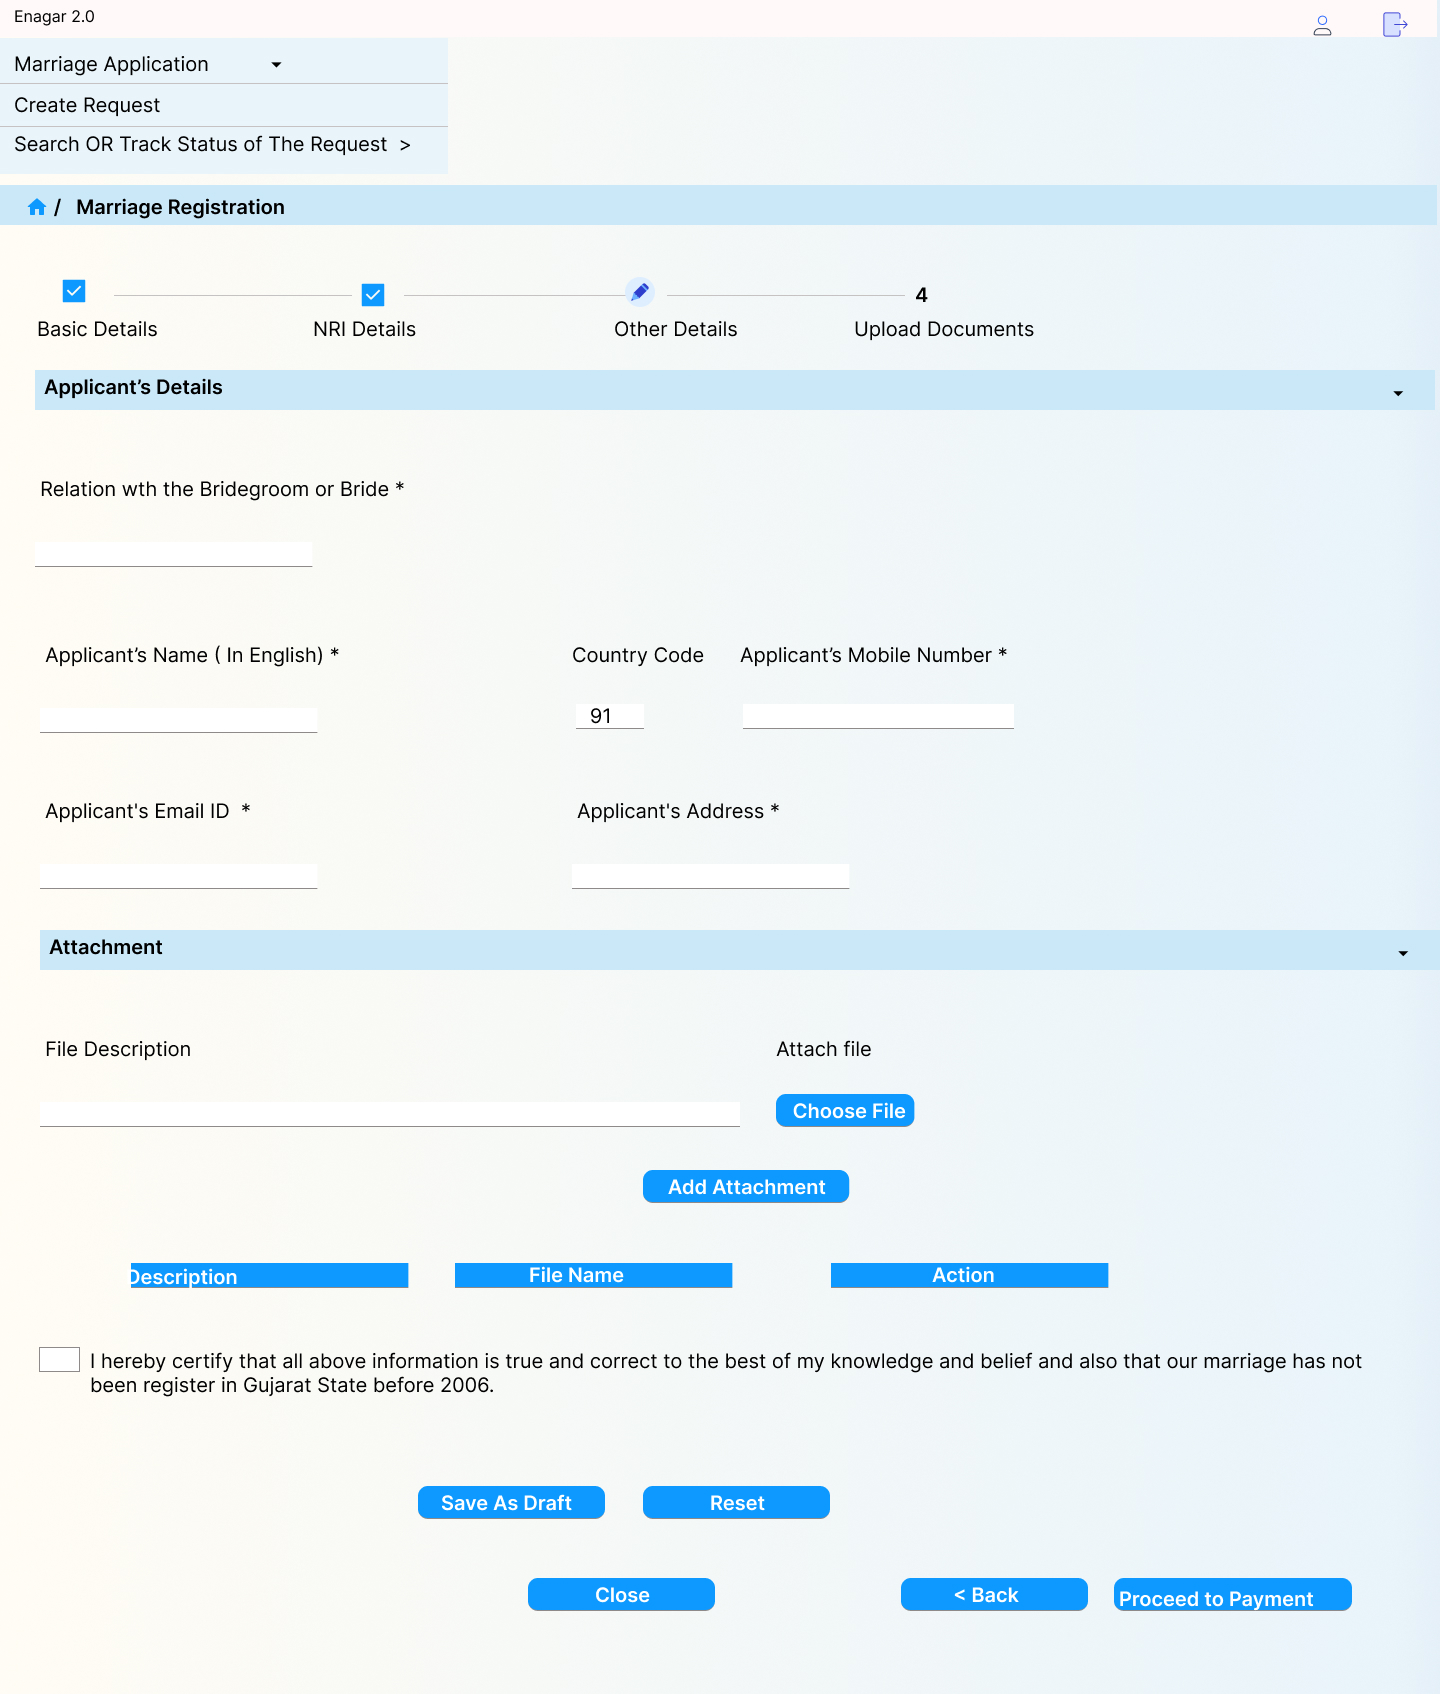 Enagar 2.0
Marriage Application
Create Request
Search OR Track Status of The Request >
/ Marriage Registration
4
Basic Details NRI Details Other Details Upload Documents
Applicant’s Details
Relation wth the Bridegroom or Bride *
Applicant’s Name ( In English) * Country Code Applicant’s Mobile Number *
91
Applicant's Email ID * Applicant's Address *
Attachment
File Description Attach file
Choose File
Add Attachment
Description File Name Action
I hereby certify that all above information is true and correct to the best of my knowledge and belief and also that our marriage has not
been register in Gujarat State before 2006.
Save As Draft Reset
Close < Back Proceed to Payment